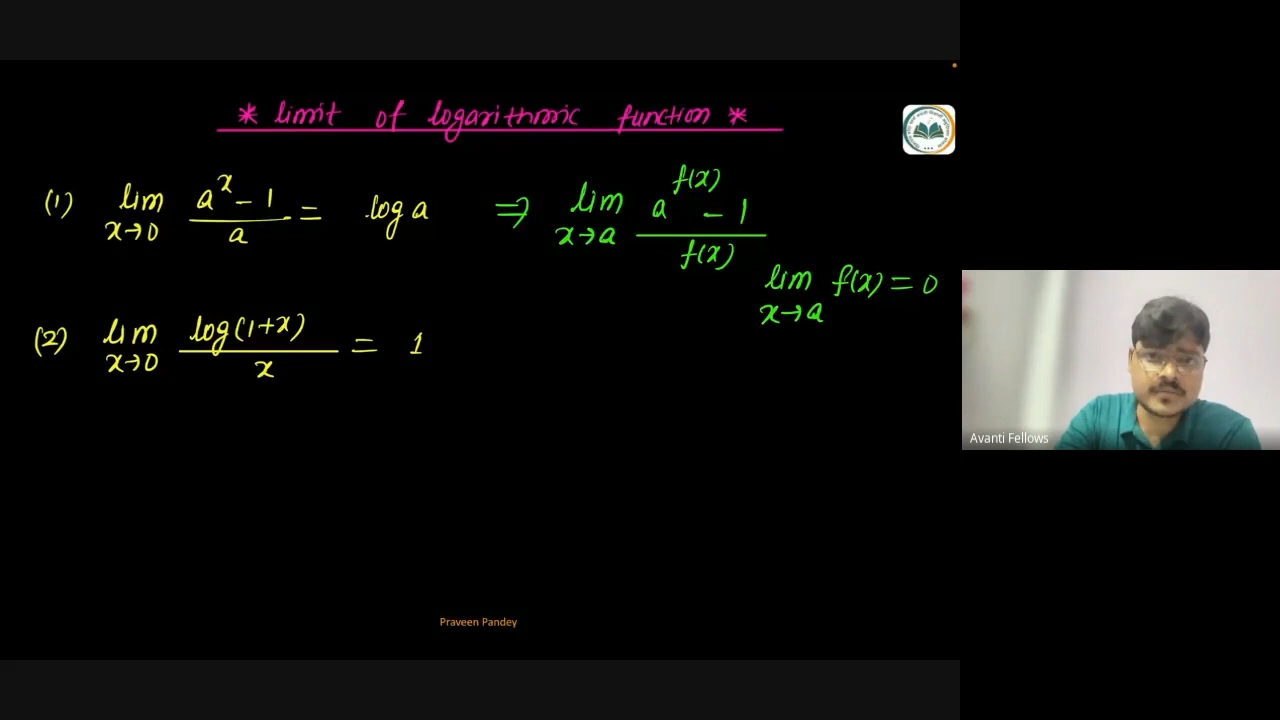 * limit of logarithmic function *
(1) lim x→0 (a^x - 1)/a = log a ⇒ lim x→a (a^f(x) - 1)/f(x)
lim x→a f(x) = 0
(2) lim x→0 log(1+x)/x = 1
Avanti Fellows
Praveen Pandey